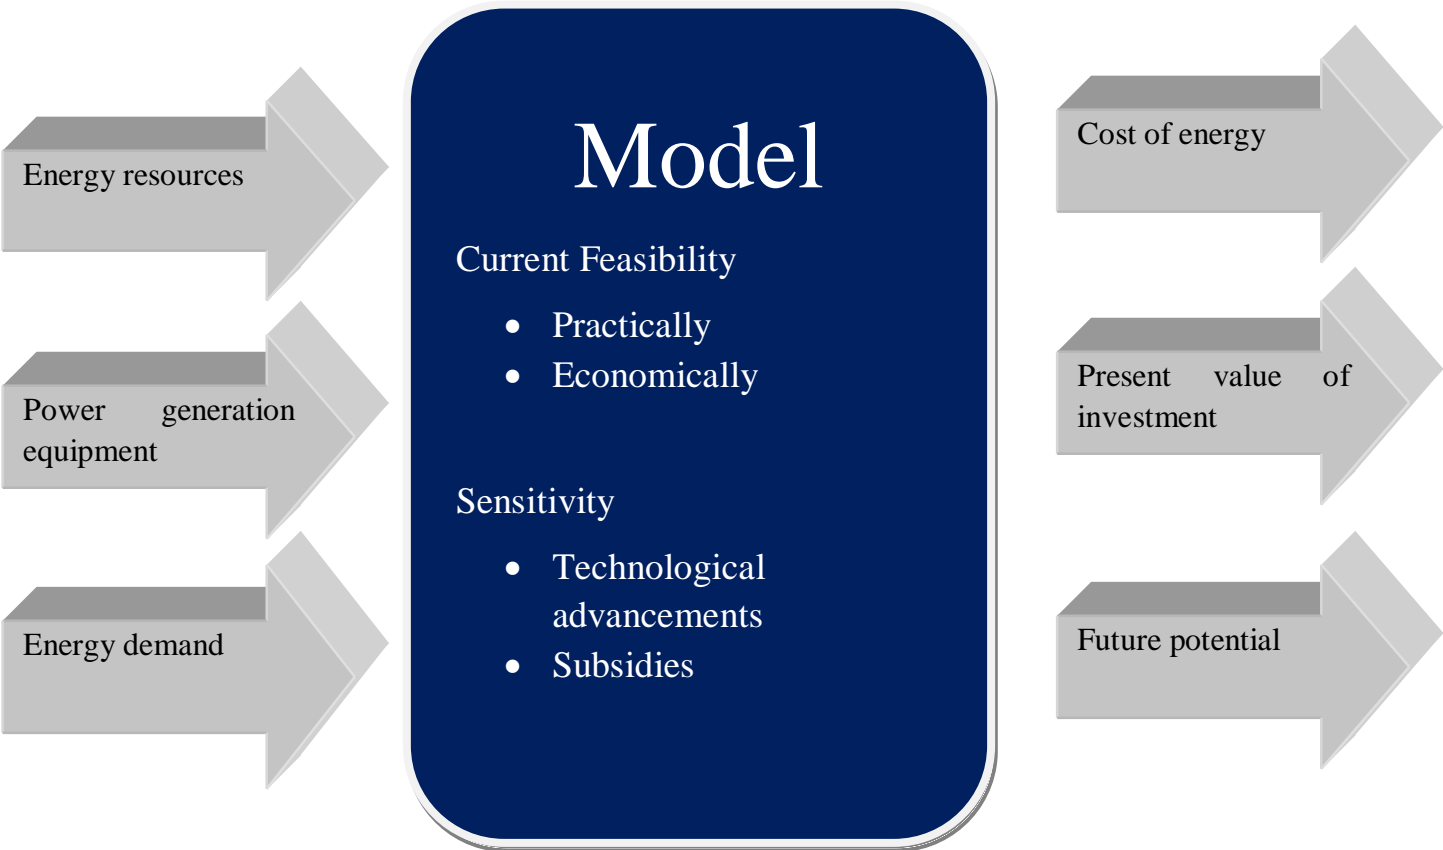 Energy resources
Power generation
equipment
Energy demand
Model
Current Feasibility
• Practically
• Economically
Sensitivity
• Technological
advancements
• Subsidies
Cost of energy
Present value of
investment
Future potential